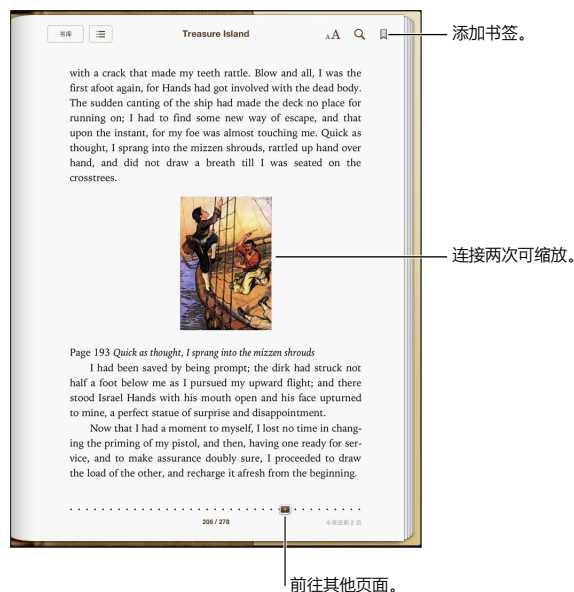 书库
Treasure Island
AA
添加书签。
with a crack that made my teeth rattle. Blow and all, I was the
first afoot again, for Hands had got involved with the dead body.
The sudden canting of the ship had made the deck no place for
running on; I had to find some new way of escape, and that
upon the instant, for my foe was almost touching me. Quick as
thought, I sprang into the mizzen shrouds, rattled up hand over
hand, and did not draw a breath till I was seated on the
crosstrees.
连按两次可缩放。
Page 193 Quick as thought, I sprang into the mizzen shrouds
I had been saved by being prompt; the dirk had struck not
half a foot below me as I pursued my upward flight; and there
stood Israel Hands with his mouth open and his face upturned
to mine, a perfect statue of surprise and disappointment.
Now that I had a moment to myself, I lost no time in chang-
ing the priming of my pistol, and then, having one ready for ser-
vice, and to make assurance doubly sure, I proceeded to draw
the load of the other, and recharge it afresh from the beginning.
206 / 278
本章还剩 2 页
前往其他页面。